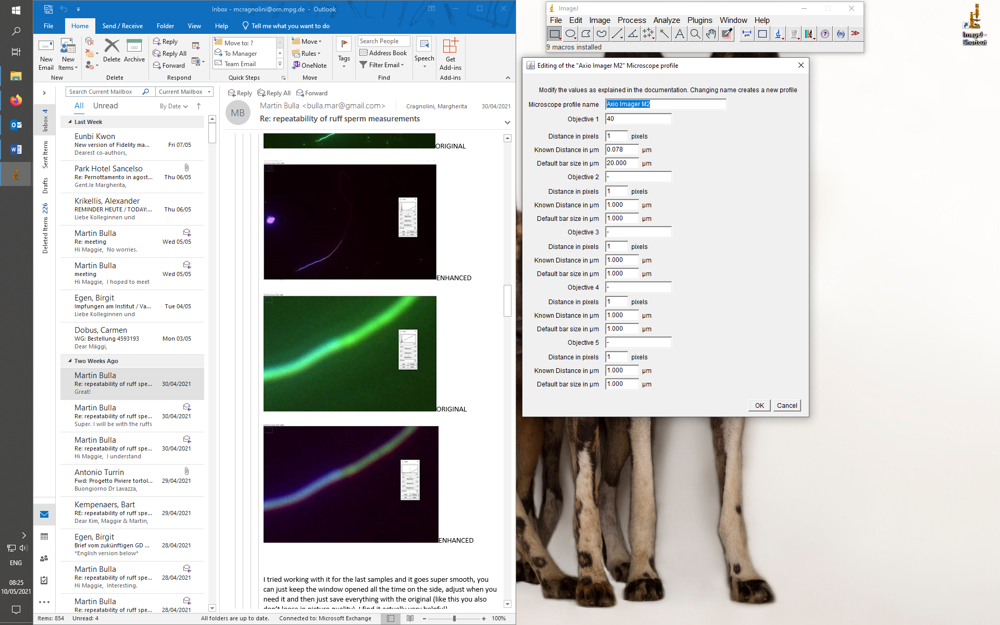 Inbox - mcragnolini@orn.mpg.de - Outlook
File
Home
Send / Receive
Folder
View
Help
Tell me what you want to do
New Email
New Items
New
Delete
Archive
Delete
Reply
Reply All
Forward
Respond
Move to: ?
To Manager
Team Email
Quick Steps
Move
Rules
OneNote
Move
Tags
Search People
Address Book
Filter Email
Find
Speech
Get Add-ins
Add-ins
Inbox 4
Sent Items
Drafts
Deleted Items 226
Search Current Mailbox
Current Mailbox
All
Unread
By Date
Last Week
Eunbi Kwon
New version of Fidelity ma...
Fri 07/05
Dearest co-authors,
Park Hotel Sancelso
Re: Pernottamento in agost...
Thu 06/05
Gent.le Margherita,
Krikellis, Alexander
REMINDER HEUTE / TODAY:...
Thu 06/05
Liebe Kolleginnen und
Martin Bulla
Re: meeting
Wed 05/05
Hi Maggie, No worries.
Martin Bulla
meeting
Wed 05/05
Hi Maggie, I hoped to meet
Egen, Birgit
Impfungen am Institut / Va...
Tue 04/05
Liebe Kolleginnen und
Dobus, Carmen
WG: Bestellung 4593193
Mon 03/05
Dear Mäggi,
Two Weeks Ago
Martin Bulla
Re: repeatability of ruff spe...
30/04/2021
Great!
Martin Bulla
Re: repeatability of ruff spe...
30/04/2021
Super. I will be with the ruffs
Martin Bulla
Re: repeatability of ruff spe...
30/04/2021
Hi Maggie, I understand
Antonio Turrin
Fwd: Progetto Piviere tortol...
29/04/2021
Buongiorno Dr Lavazza,
Kempenaers, Bart
RE: repeatability of ruff spe...
29/04/2021
Dear Kim, Maggie & Martin,
Egen, Birgit
Brief vom zukünftigen GD ...
28/04/2021
*English version below*
Martin Bulla
Re: repeatability of ruff spe...
28/04/2021
Hi Maggie, Interesting.
Martin Bulla
Re: repeatability of ruff spe...
28/04/2021
Reply
Reply All
Forward
MB
Martin Bulla <bulla.mar@gmail.com>
Cragnolini, Margherita
30/04/2021
Re: repeatability of ruff sperm measurements
ORIGINAL
ENHANCED
ORIGINAL
ENHANCED
I tried working with it for the last samples and it goes super smooth, you
can just keep the window opened all the time on the side, adjust when you
need it and then just save everything with the original (like this you also
don't loose in picture quality). I find it actually very helpful!
Items: 854
Unread: 4
All folders are up to date.
Connected to: Microsoft Exchange
100%
ENG
08:25
10/05/2021
ImageJ
File
Edit
Image
Process
Analyze
Plugins
Window
Help
9 macros installed
ImageJ - Shortcut
Editing of the "Axio Imager M2" Microscope profile
Modify the values as explained in the documentation. Changing name creates a new profile
Microscope profile name Axio Imager M2
Objective 1 40
Distance in pixels 1 pixels
Known Distance in µm 0.078 µm
Default bar size in µm 20.000 µm
Objective 2 -
Distance in pixels 1 pixels
Known Distance in µm 1.000 µm
Default bar size in µm 1.000 µm
Objective 3 -
Distance in pixels 1 pixels
Known Distance in µm 1.000 µm
Default bar size in µm 1.000 µm
Objective 4 -
Distance in pixels 1 pixels
Known Distance in µm 1.000 µm
Default bar size in µm 1.000 µm
Objective 5 -
Distance in pixels 1 pixels
Known Distance in µm 1.000 µm
Default bar size in µm 1.000 µm
OK
Cancel